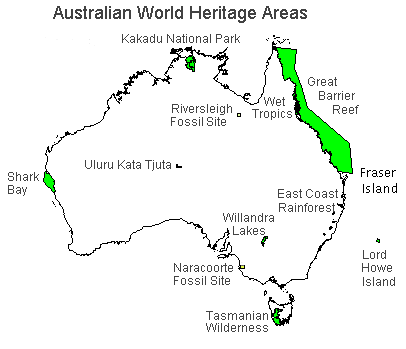 Australian World Heritage Areas
Kakadu National Park
Great
Barrier
Reef
Wet
Tropics
Riversleigh
Fossil Site
Uluru Kata Tjuta
Shark
Bay
Fraser
Island
East Coast
Rainforest
Willandra
Lakes
Lord
Howe
Island
Naracoorte
Fossil Site
Tasmanian
Wilderness